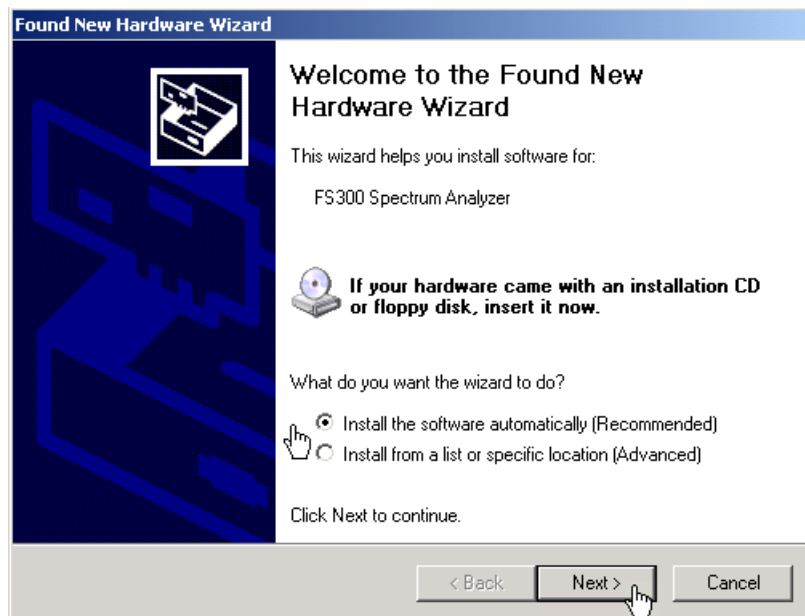 Found New Hardware Wizard
Welcome to the Found New
Hardware Wizard
This wizard helps you install software for:
FS300 Spectrum Analyzer
If your hardware came with an installation CD
or floppy disk, insert it now.
What do you want the wizard to do?
Install the software automatically (Recommended)
Install from a list or specific location (Advanced)
Click Next to continue.
< Back Next > Cancel